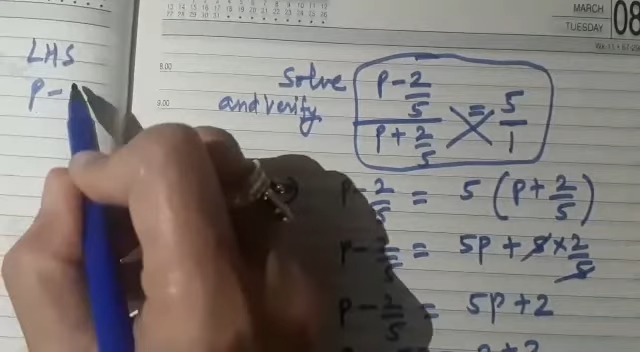 MARCH
08
TUESDAY
LHS
P -
Solve
and verify
(P - 2/5)/(P + 2/5) = 5/1
8.00
9.00
P - 2/5 = 5 (P + 2/5)
P - 2/5 = 5P + 5 × 2/5
P - 2/5 = 5P + 2